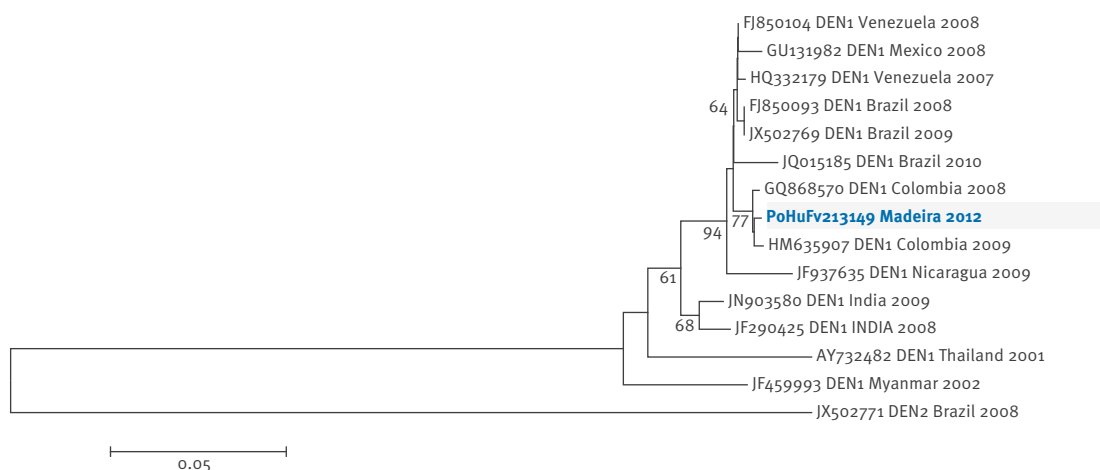 FJ850104 DEN1 Venezuela 2008
GU131982 DEN1 Mexico 2008
HQ332179 DEN1 Venezuela 2007
64
FJ850093 DEN1 Brazil 2008
JX502769 DEN1 Brazil 2009
JQ015185 DEN1 Brazil 2010
GQ868570 DEN1 Colombia 2008
77
PoHuFv213149 Madeira 2012
94
HM635907 DEN1 Colombia 2009
61
JF937635 DEN1 Nicaragua 2009
JN903580 DEN1 India 2009
68
JF290425 DEN1 INDIA 2008
AY732482 DEN1 Thailand 2001
JF459993 DEN1 Myanmar 2002
JX502771 DEN2 Brazil 2008
0.05